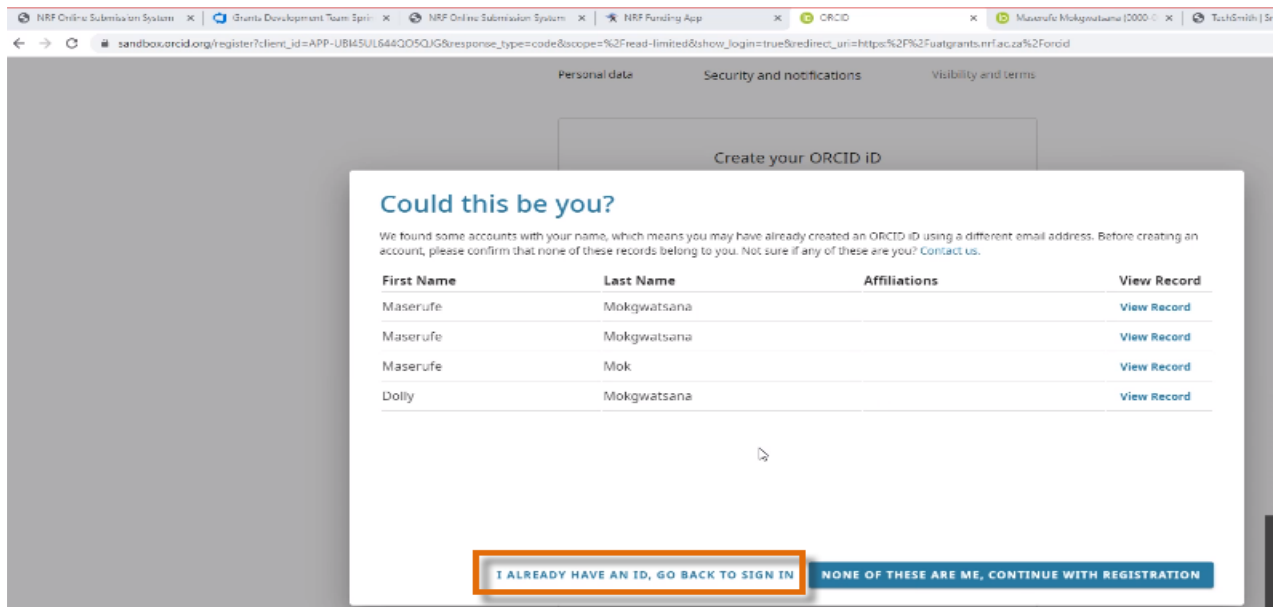 NRF Online Submission System
Grants Development Team Spri
NRF Online Submission System
NRF Funding App
ORCID
Maserufe Mokgwatsana (0000-
TechSmith | Sn
sandbox.orcid.org/register?client_id=APP-UBI45UL644QO5QJG&response_type=code&scope=%2Fread-limited&show_login=true&redirect_uri=https:%2F%2Fuatgrants.nrf.ac.za%2Forcid
Personal data Security and notifications Visibility and terms
Create your ORCID iD
Could this be you?
We found some accounts with your name, which means you may have already created an ORCID iD using a different email address. Before creating an
account, please confirm that none of these records belong to you. Not sure if any of these are you? Contact us.
First Name Last Name Affiliations View Record
Maserufe Mokgwatsana View Record
Maserufe Mokgwatsana View Record
Maserufe Mok View Record
Dolly Mokgwatsana View Record
I ALREADY HAVE AN ID, GO BACK TO SIGN IN
NONE OF THESE ARE ME, CONTINUE WITH REGISTRATION